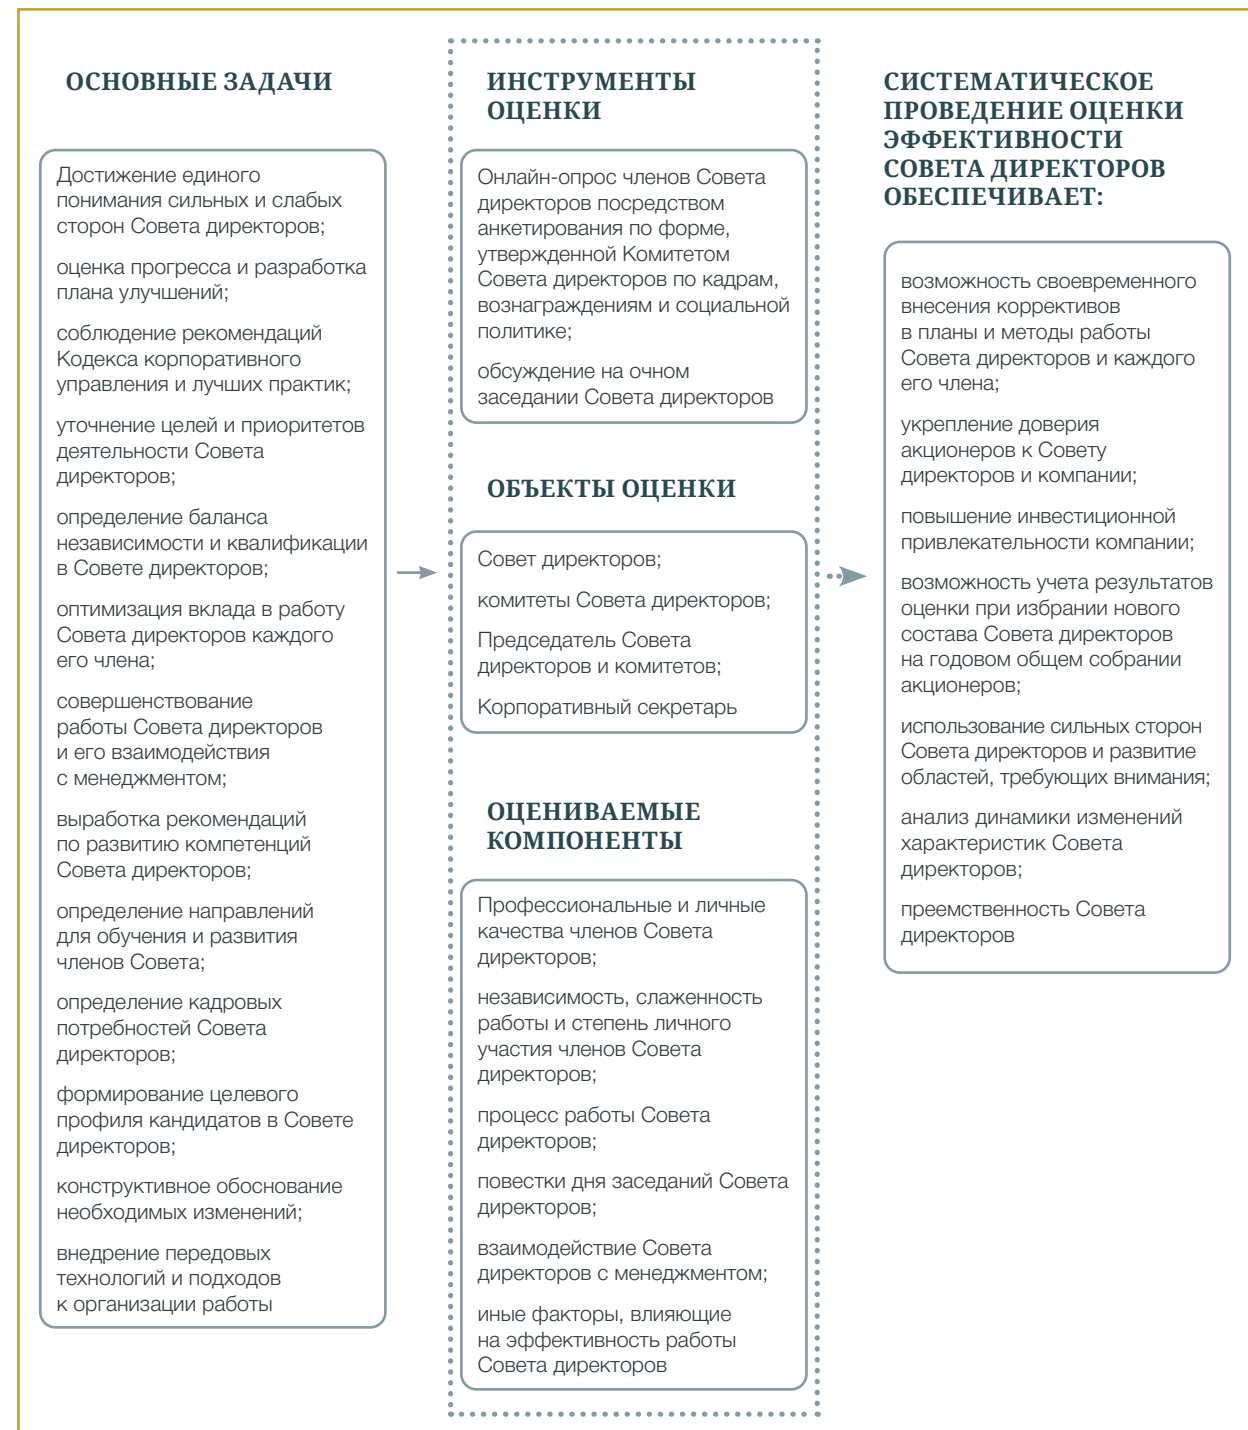 ОСНОВНЫЕ ЗАДАЧИ
Достижение единого
понимания сильных и слабых
сторон Совета директоров;
оценка прогресса и разработка
плана улучшений;
соблюдение рекомендаций
Кодекса корпоративного
управления и лучших практик;
уточнение целей и приоритетов
деятельности Совета
директоров;
определение баланса
независимости и квалификации
в Совете директоров;
оптимизация вклада в работу
Совета директоров каждого
его члена;
совершенствование
работы Совета директоров
и его взаимодействия
с менеджментом;
выработка рекомендаций
по развитию компетенций
Совета директоров;
определение направлений
для обучения и развития
членов Совета;
определение кадровых
потребностей Совета
директоров;
формирование целевого
профиля кандидатов в Совете
директоров;
конструктивное обоснование
необходимых изменений;
внедрение передовых
технологий и подходов
к организации работы
ИНСТРУМЕНТЫ
ОЦЕНКИ
Онлайн-опрос членов Совета
директоров посредством
анкетирования по форме,
утвержденной Комитетом
Совета директоров по кадрам,
вознаграждениям и социальной
политике;
обсуждение на очном
заседании Совета директоров
ОБЪЕКТЫ ОЦЕНКИ
Совет директоров;
комитеты Совета директоров;
Председатель Совета
директоров и комитетов;
Корпоративный секретарь
ОЦЕНИВАЕМЫЕ
КОМПОНЕНТЫ
Профессиональные и личные
качества членов Совета
директоров;
независимость, слаженность
работы и степень личного
участия членов Совета
директоров;
процесс работы Совета
директоров;
повестки дня заседаний Совета
директоров;
взаимодействие Совета
директоров с менеджментом;
иные факторы, влияющие
на эффективность работы
Совета директоров
СИСТЕМАТИЧЕСКОЕ
ПРОВЕДЕНИЕ ОЦЕНКИ
ЭФФЕКТИВНОСТИ
СОВЕТА ДИРЕКТОРОВ
ОБЕСПЕЧИВАЕТ:
возможность своевременного
внесения коррективов
в планы и методы работы
Совета директоров и каждого
его члена;
укрепление доверия
акционеров к Совету
директоров и компании;
повышение инвестиционной
привлекательности компании;
возможность учета результатов
оценки при избрании нового
состава Совета директоров
на годовом общем собрании
акционеров;
использование сильных сторон
Совета директоров и развитие
областей, требующих внимания;
анализ динамики изменений
характеристик Совета
директоров;
преемственность Совета
директоров